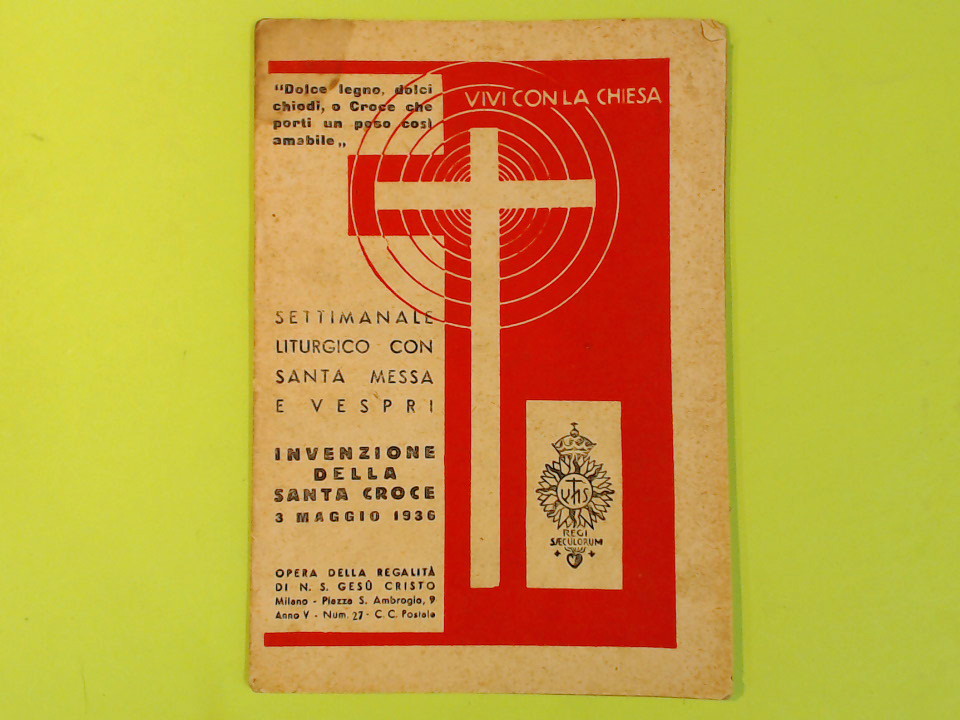 "Dolce legno, dolci
chiodi, o Croce che
porti un peso così
amabile„
VIVI CON LA CHIESA
SETTIMANALE
LITURGICO CON
SANTA MESSA
E VESPRI
INVENZIONE
DELLA
SANTA CROCE
3 MAGGIO 1936
OPERA DELLA REGALITÀ
DI N. S. GESÙ CRISTO
Milano - Piazza S. Ambrogio, 9
Anno V - Num. 27 - C. C. Postale
yhs
REGI
SÆCULORUM